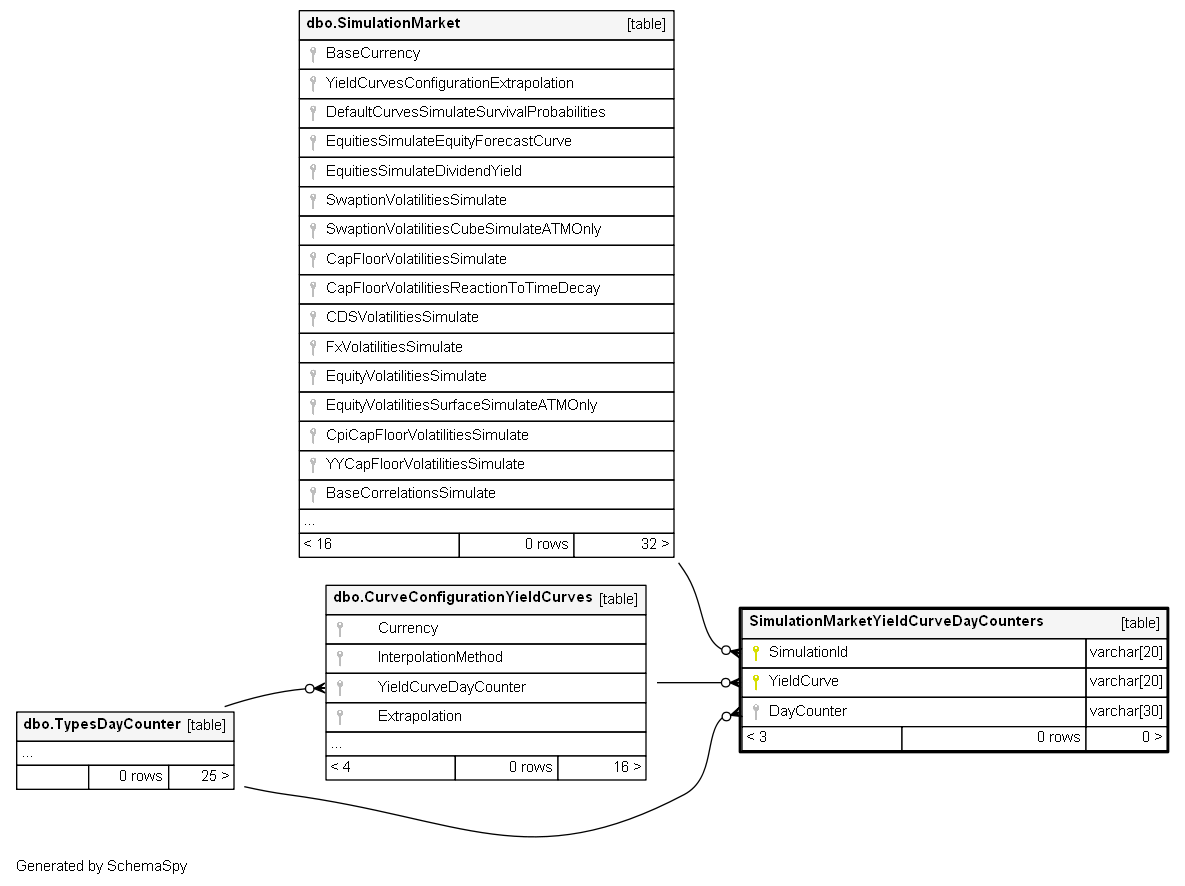 dbo.SimulationMarket [table]
BaseCurrency
YieldCurvesConfigurationExtrapolation
DefaultCurvesSimulateSurvivalProbabilities
EquitiesSimulateEquityForecastCurve
EquitiesSimulateDividendYield
SwaptionVolatilitiesSimulate
SwaptionVolatilitiesCubeSimulateATMOnly
CapFloorVolatilitiesSimulate
CapFloorVolatilitiesReactionToTimeDecay
CDSVolatilitiesSimulate
FxVolatilitiesSimulate
EquityVolatilitiesSimulate
EquityVolatilitiesSurfaceSimulateATMOnly
CpiCapFloorVolatilitiesSimulate
YYCapFloorVolatilitiesSimulate
BaseCorrelationsSimulate
...
< 16 0 rows 32 >
dbo.CurveConfigurationYieldCurves [table]
Currency
InterpolationMethod
YieldCurveDayCounter
Extrapolation
...
< 4 0 rows 16 >
SimulationMarketYieldCurveDayCounters [table]
SimulationId varchar[20]
YieldCurve varchar[20]
DayCounter varchar[30]
< 3 0 rows 0 >
dbo.TypesDayCounter [table]
...
0 rows 25 >
Generated by SchemaSpy